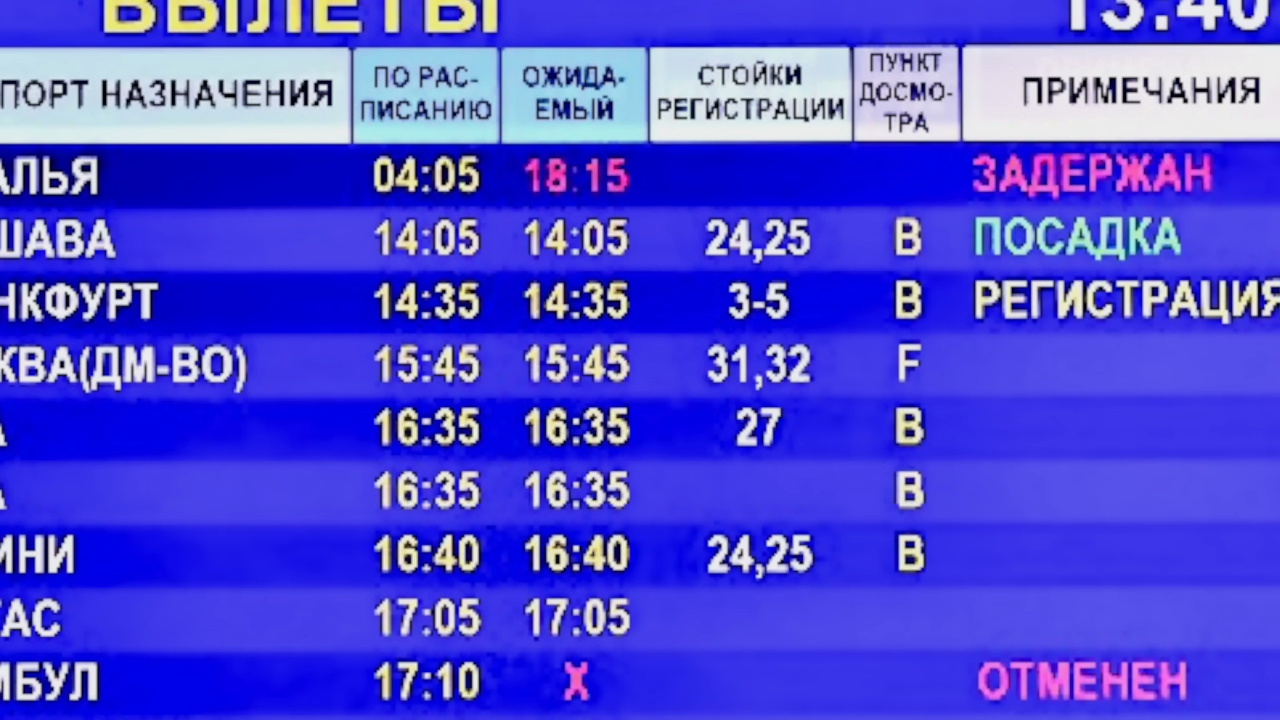 ВЫЛЕТЫ 13:40
ПОРТ НАЗНАЧЕНИЯ ПО РАС-ПИСАНИЮ ОЖИДА-ЕМЫЙ СТОЙКИ РЕГИСТРАЦИИ ПУНКТ ДОСМО-ТРА ПРИМЕЧАНИЯ
АЛЬЯ 04:05 18:15 ЗАДЕРЖАН
ШАВА 14:05 14:05 24,25 B ПОСАДКА
НКФУРТ 14:35 14:35 3-5 B РЕГИСТРАЦИЯ
КВА(ДМ-ВО) 15:45 15:45 31,32 F
А 16:35 16:35 27 B
А 16:35 16:35 B
ИНИ 16:40 16:40 24,25 B
ГАС 17:05 17:05
МБУЛ 17:10 X ОТМЕНЕН